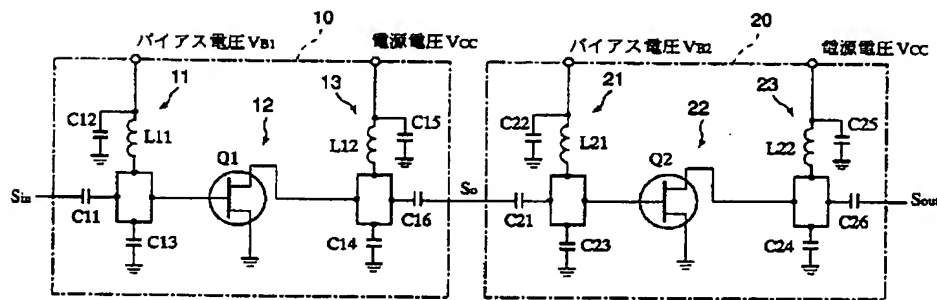 10
20
バイアス電圧VB1
電源電圧VCC
バイアス電圧VB2
電源電圧VCC
11
13
21
23
C12
12
C15
C22
22
C25
L11
L12
L21
L22
Q1
Q2
Sin
C11
C16
So
C21
C26
Sout
C13
C14
C23
C24